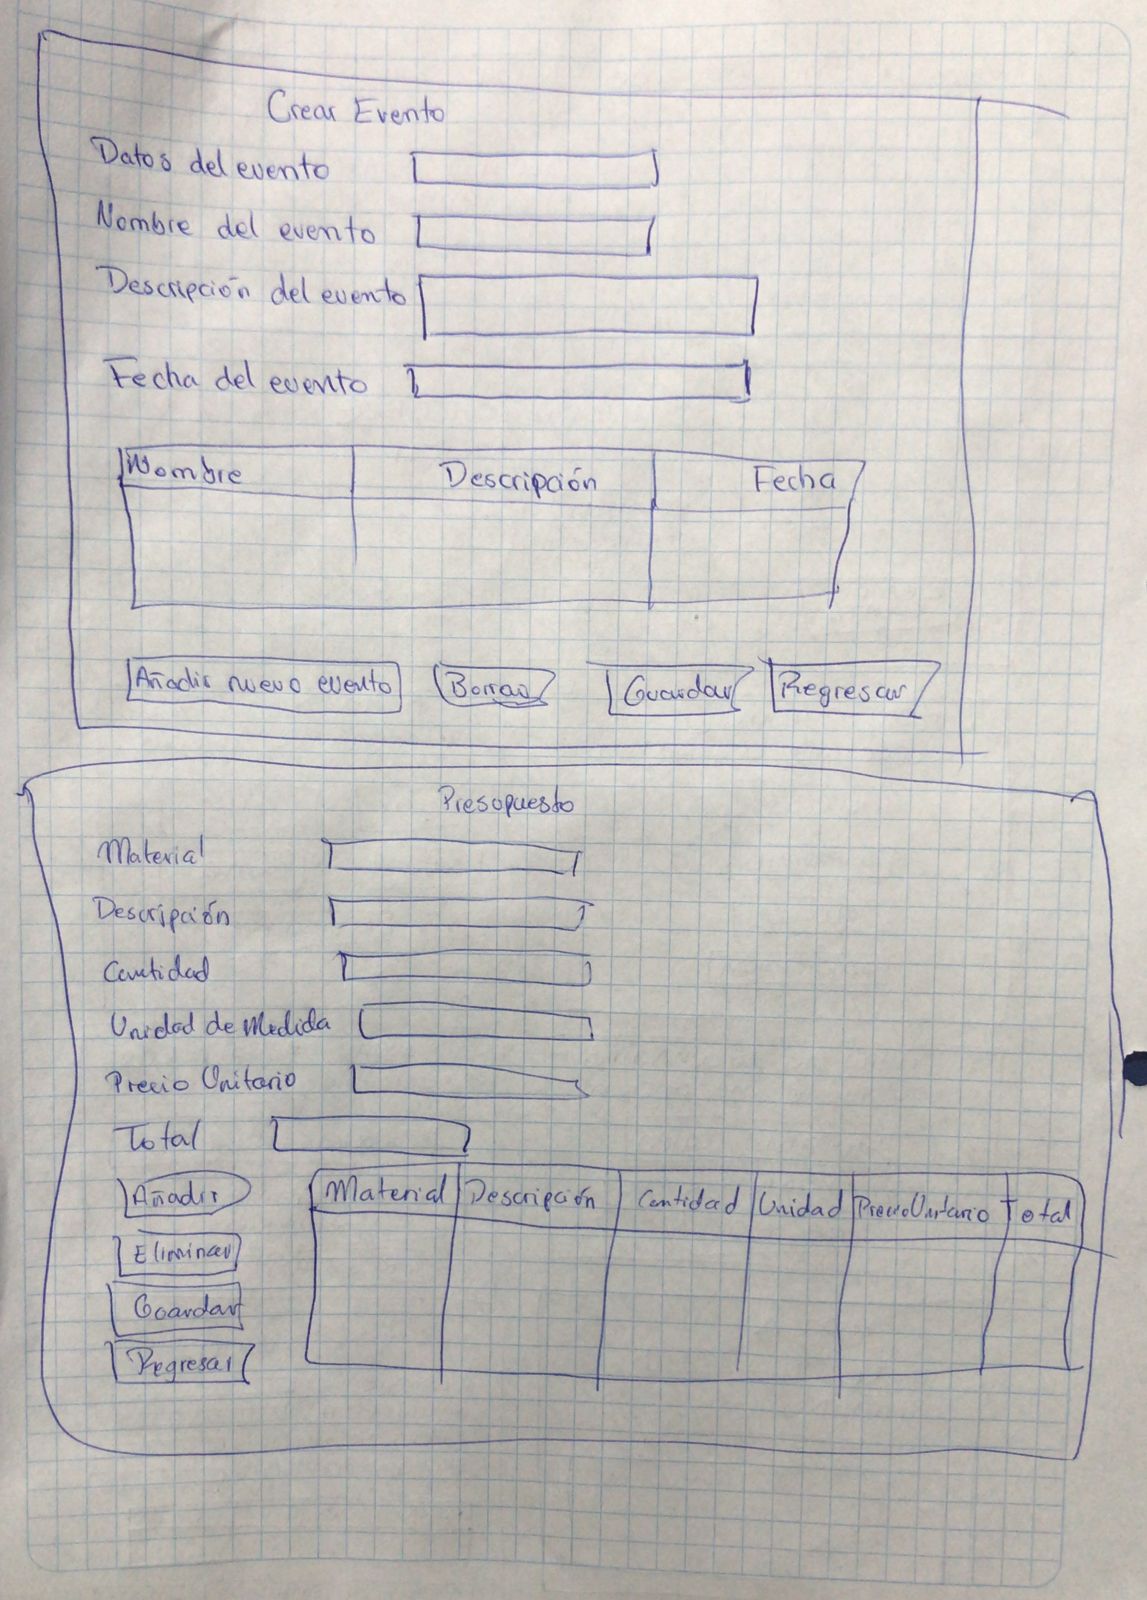 Crear Evento
Datos del evento
Nombre del evento
Descripción del evento
Fecha del evento
Nombre Descripción Fecha
Añadir nuevo evento Borrar Guardar Regresar
Presupuesto
Material
Descripción
Cantidad
Unidad de Medida
Precio Unitario
Total
Añadir
Material Descripción Cantidad Unidad Precio Unitario Total
Eliminar
Guardar
Regresar